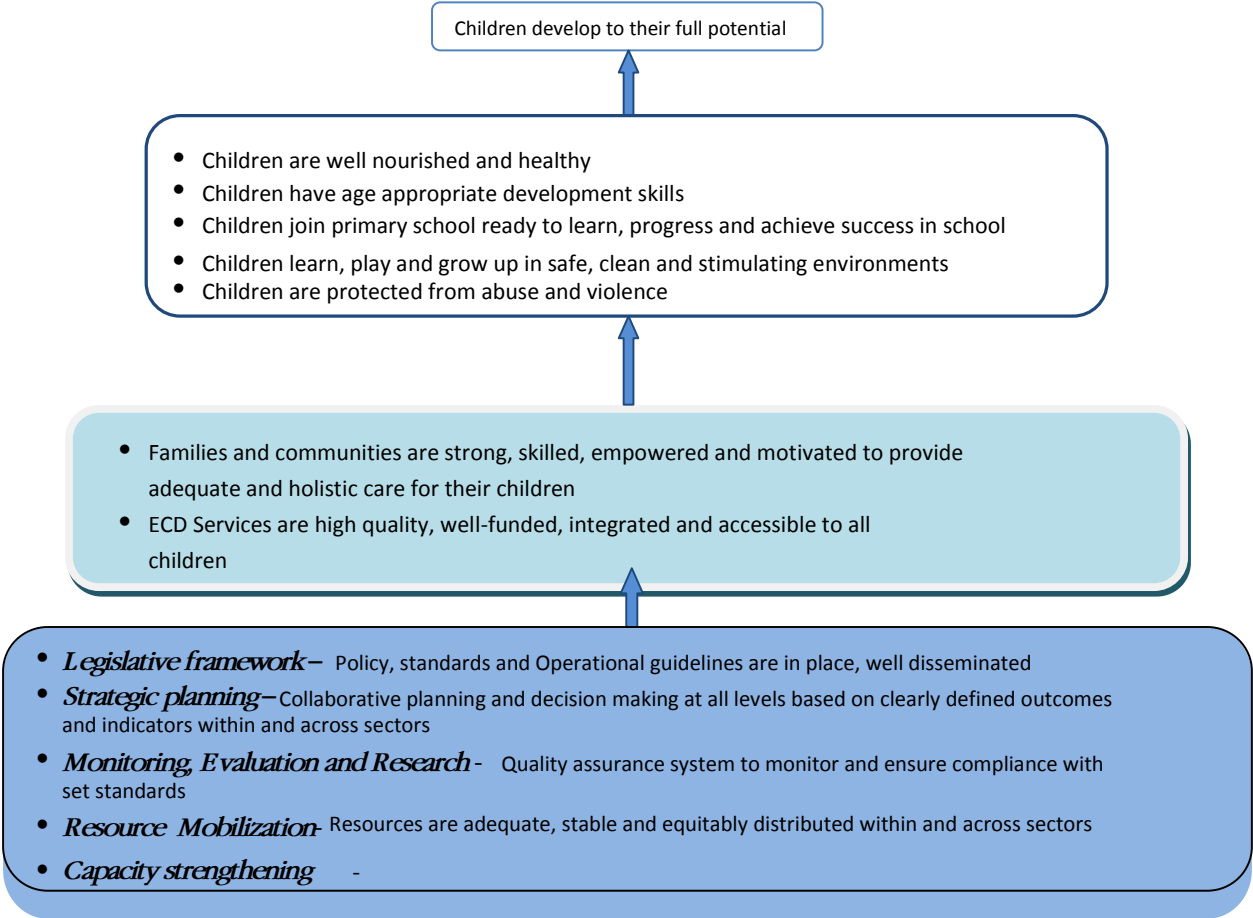 Children develop to their full potential
• Children are well nourished and healthy
• Children have age appropriate development skills
• Children join primary school ready to learn, progress and achieve success in school
• Children learn, play and grow up in safe, clean and stimulating environments
• Children are protected from abuse and violence
• Families and communities are strong, skilled, empowered and motivated to provide
adequate and holistic care for their children
• ECD Services are high quality, well-funded, integrated and accessible to all
children
• Legislative framework – Policy, standards and Operational guidelines are in place, well disseminated
• Strategic planning – Collaborative planning and decision making at all levels based on clearly defined outcomes
and indicators within and across sectors
• Monitoring, Evaluation and Research - Quality assurance system to monitor and ensure compliance with
set standards
• Resource Mobilization- Resources are adequate, stable and equitably distributed within and across sectors
• Capacity strengthening -